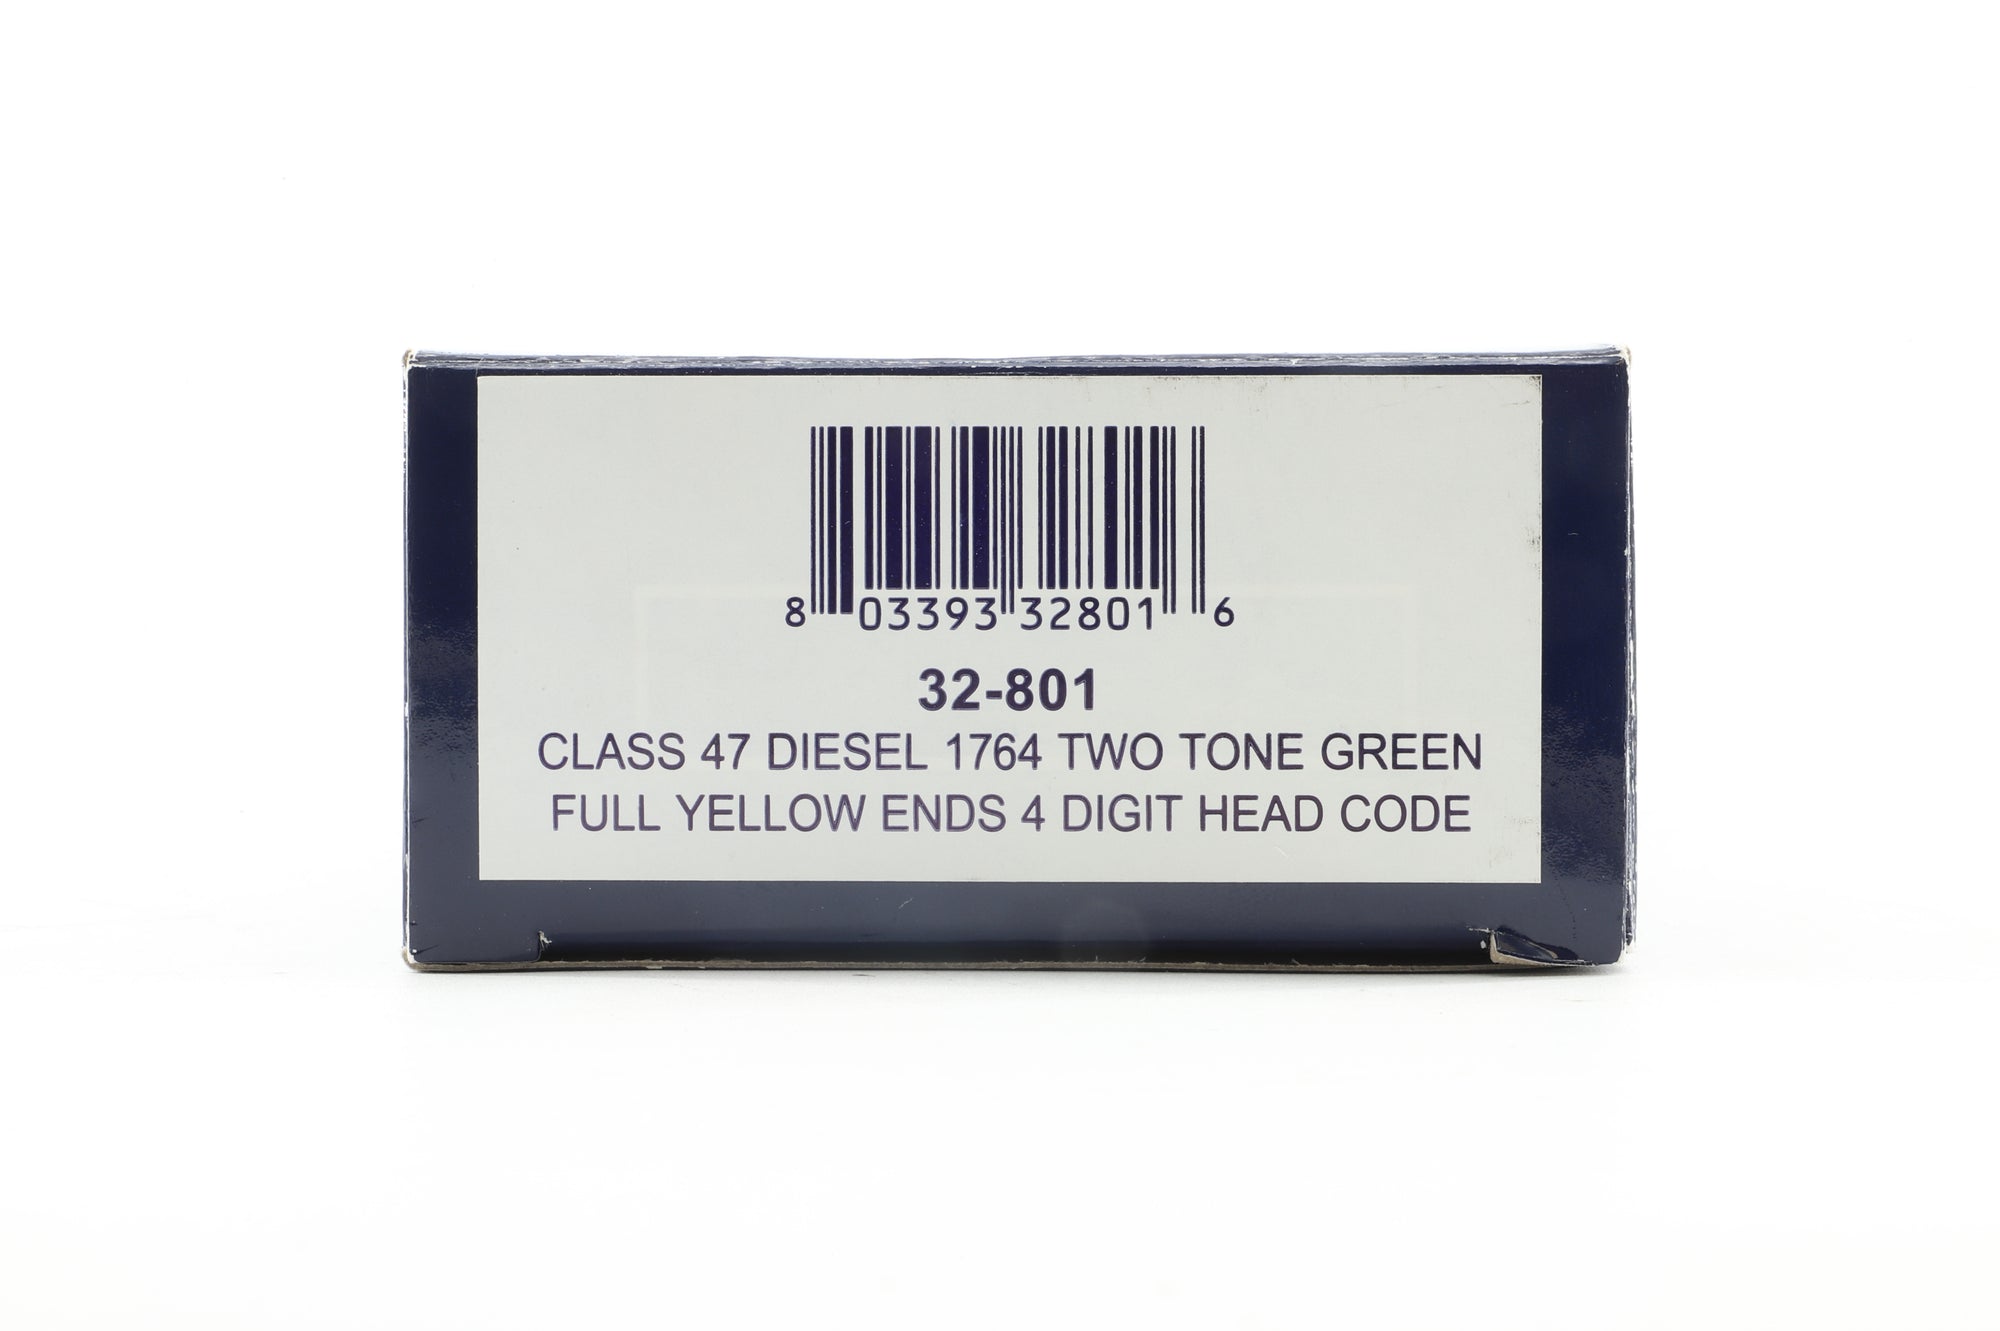 8 03393 32801 6
32-801
CLASS 47 DIESEL 1764 TWO TONE GREEN
FULL YELLOW ENDS 4 DIGIT HEAD CODE